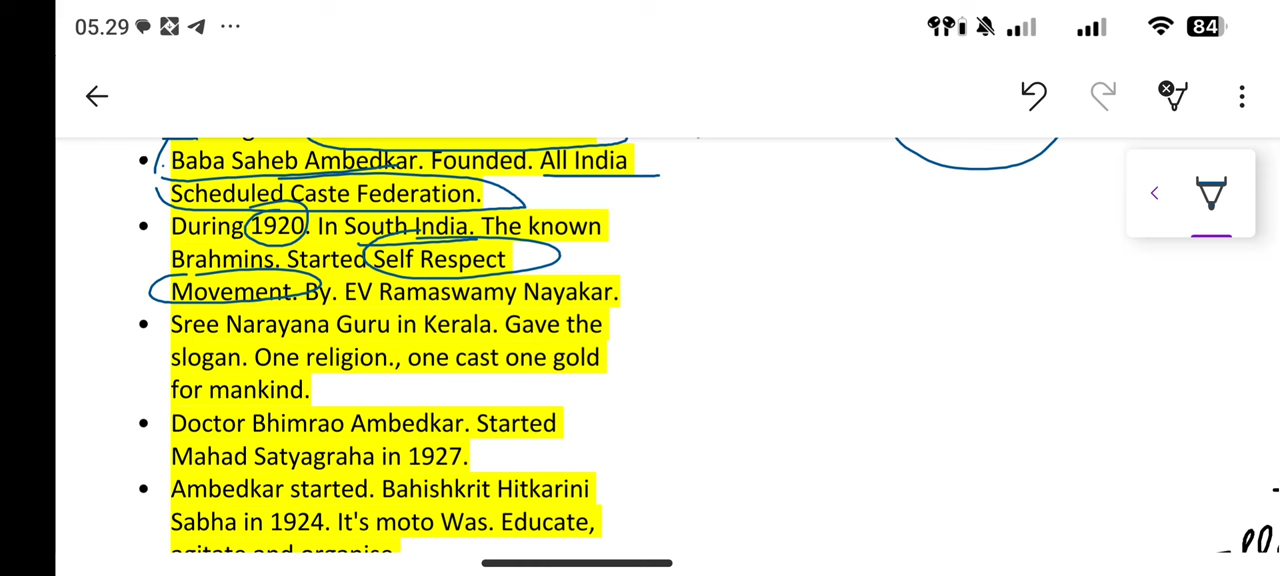 05.29 ... 84
Baba Saheb Ambedkar. Founded. All India
Scheduled Caste Federation.
During 1920. In South India. The known
Brahmins. Started Self Respect
Movement. By. EV Ramaswamy Nayakar.
Sree Narayana Guru in Kerala. Gave the
slogan. One religion., one cast one gold
for mankind.
Doctor Bhimrao Ambedkar. Started
Mahad Satyagraha in 1927.
Ambedkar started. Bahishkrit Hitkarini
Sabha in 1924. It's moto Was. Educate,
agitate and organise.